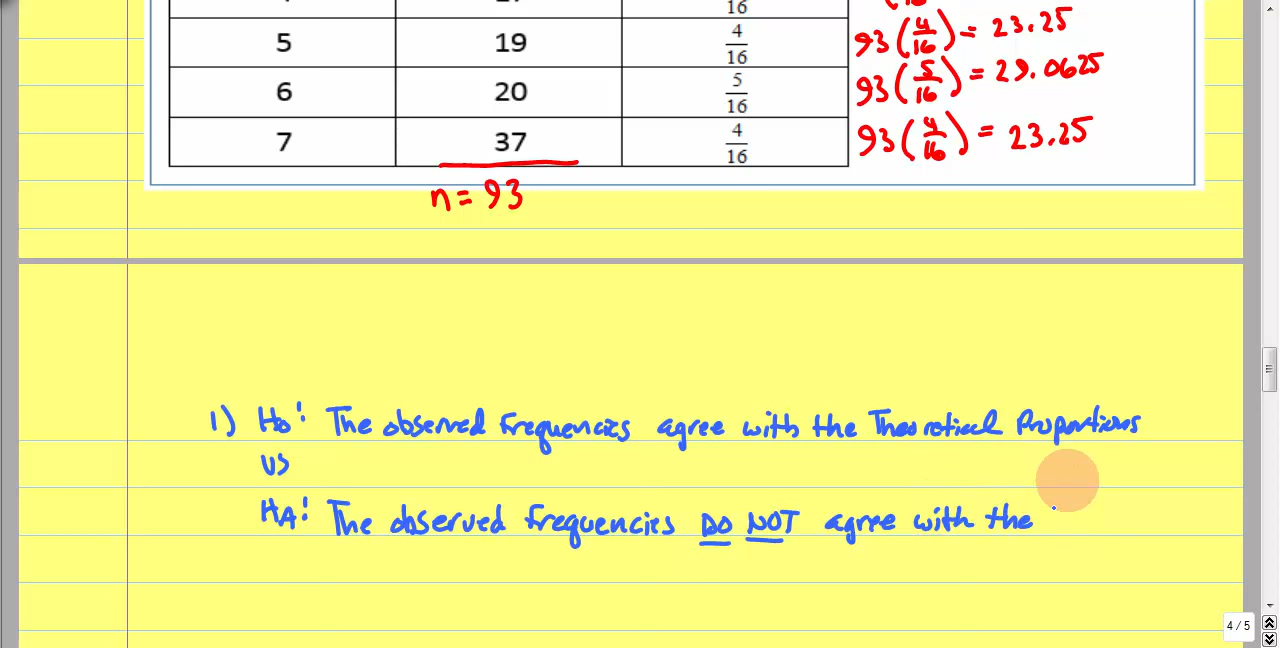 16
5 19 4/16 93(4/16) = 23.25
6 20 5/16 93(5/16) = 29.0625
7 37 4/16 93(4/16) = 23.25
n = 93
1) H0: The observed frequencies agree with the Theoretical Proportions
vs
HA: The observed frequencies DO NOT agree with the
4 / 5